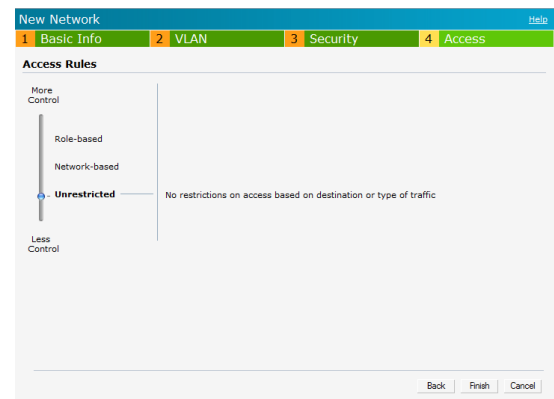 New Network Help
1 Basic Info 2 VLAN 3 Security 4 Access
Access Rules
More
Control
Role-based
Network-based
Unrestricted No restrictions on access based on destination or type of traffic
Less
Control
Back Finish Cancel